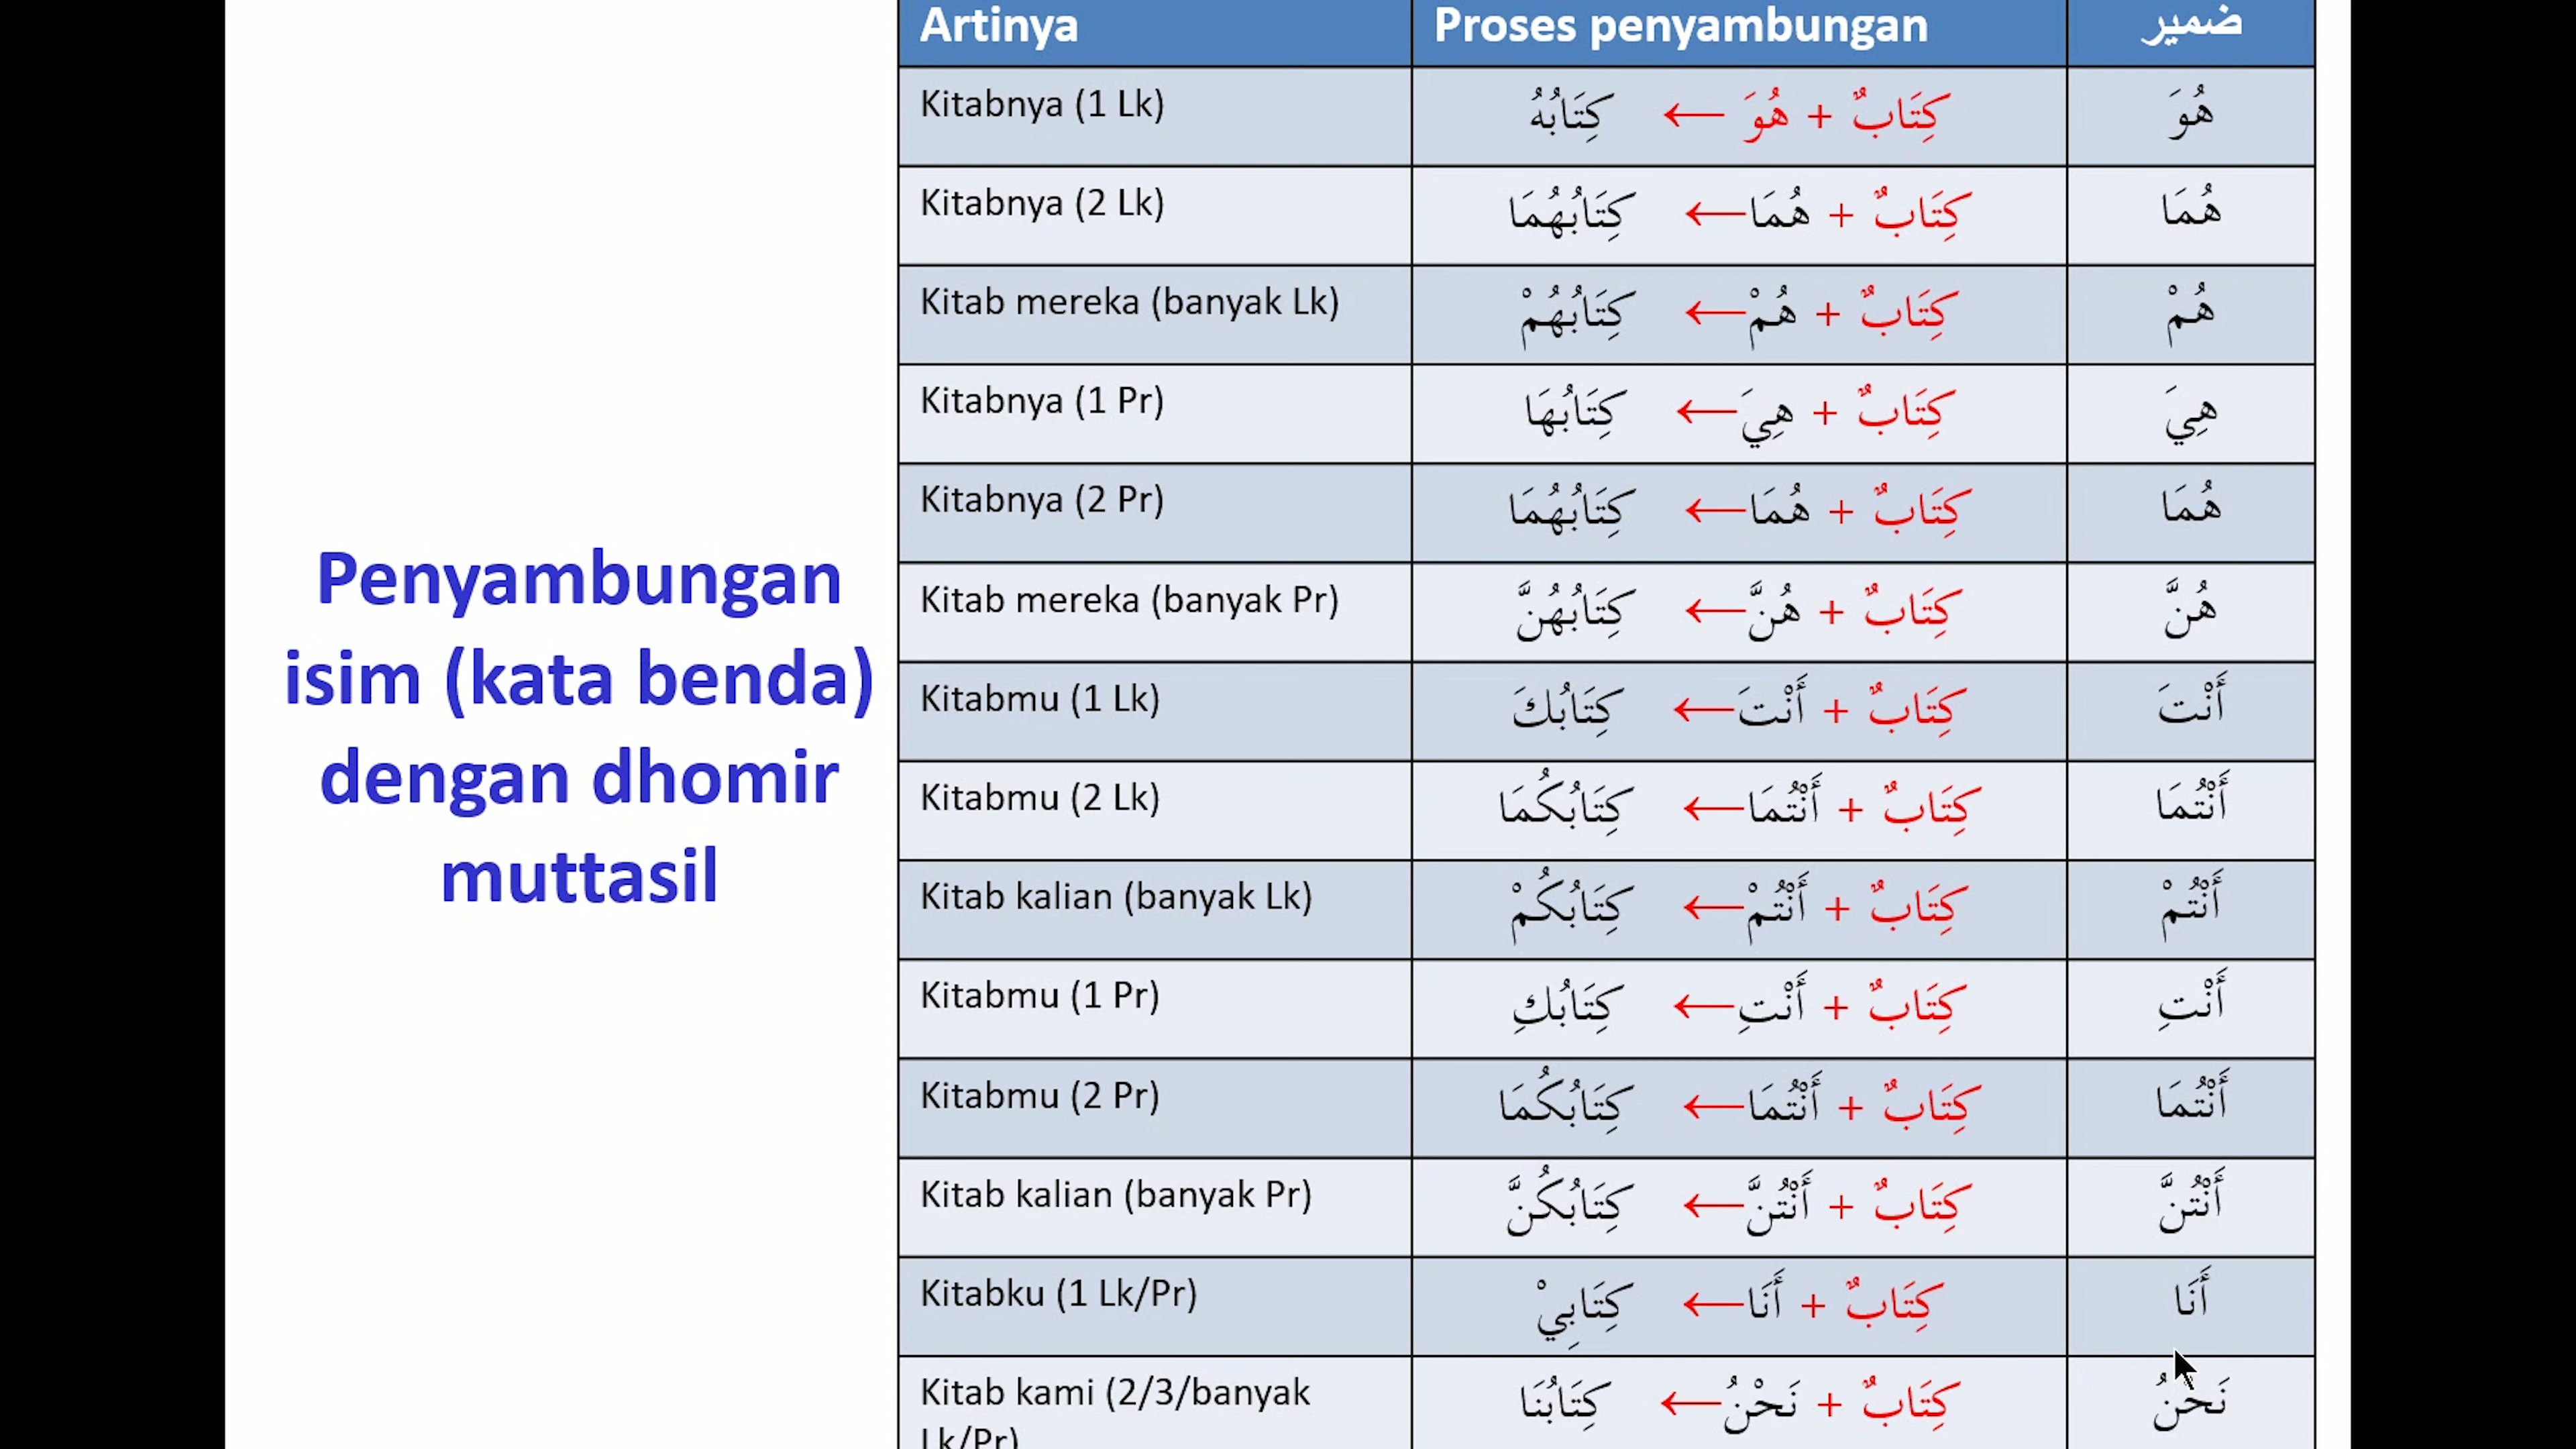 Penyambungan
isim (kata benda)
dengan dhomir
muttasil
Artinya Proses penyambungan ضمير
Kitabnya (1 Lk) كِتَابٌ + هُوَ ← كِتَابُهُ هُوَ
Kitabnya (2 Lk) كِتَابٌ + هُمَا ← كِتَابُهُمَا هُمَا
Kitab mereka (banyak Lk) كِتَابٌ + هُمْ ← كِتَابُهُمْ هُمْ
Kitabnya (1 Pr) كِتَابٌ + هِيَ ← كِتَابُهَا هِيَ
Kitabnya (2 Pr) كِتَابٌ + هُمَا ← كِتَابُهُمَا هُمَا
Kitab mereka (banyak Pr) كِتَابٌ + هُنَّ ← كِتَابُهُنَّ هُنَّ
Kitabmu (1 Lk) كِتَابٌ + أَنْتَ ← كِتَابُكَ أَنْتَ
Kitabmu (2 Lk) كِتَابٌ + أَنْتُمَا ← كِتَابُكُمَا أَنْتُمَا
Kitab kalian (banyak Lk) كِتَابٌ + أَنْتُمْ ← كِتَابُكُمْ أَنْتُمْ
Kitabmu (1 Pr) كِتَابٌ + أَنْتِ ← كِتَابُكِ أَنْتِ
Kitabmu (2 Pr) كِتَابٌ + أَنْتُمَا ← كِتَابُكُمَا أَنْتُمَا
Kitab kalian (banyak Pr) كِتَابٌ + أَنْتُنَّ ← كِتَابُكُنَّ أَنْتُنَّ
Kitabku (1 Lk/Pr) كِتَابٌ + أَنَا ← كِتَابِيْ أَنَا
Kitab kami (2/3/banyak كِتَابٌ + نَحْنُ ← كِتَابُنَا نَحْنُ
Lk/Pr)